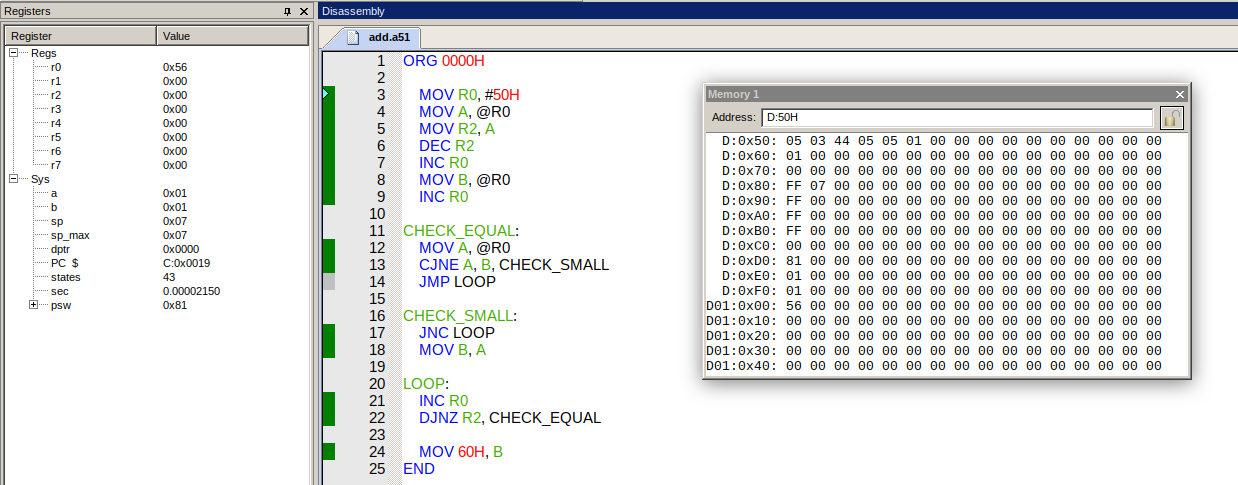 Registers
Register Value
Regs
r0 0x56
r1 0x00
r2 0x00
r3 0x00
r4 0x00
r5 0x00
r6 0x00
r7 0x00
Sys
a 0x01
b 0x01
sp 0x07
sp_max 0x07
dptr 0x0000
PC $ C:0x0019
states 43
sec 0.00002150
psw 0x81
Disassembly
add.a51
1 ORG 0000H
2
3 MOV R0, #50H
4 MOV A, @R0
5 MOV R2, A
6 DEC R2
7 INC R0
8 MOV B, @R0
9 INC R0
10
11 CHECK_EQUAL:
12 MOV A, @R0
13 CJNE A, B, CHECK_SMALL
14 JMP LOOP
15
16 CHECK_SMALL:
17 JNC LOOP
18 MOV B, A
19
20 LOOP:
21 INC R0
22 DJNZ R2, CHECK_EQUAL
23
24 MOV 60H, B
25 END
Memory 1
Address: D:50H
D:0x50: 05 03 44 05 05 01 00 00 00 00 00 00 00 00 00 00
D:0x60: 01 00 00 00 00 00 00 00 00 00 00 00 00 00 00 00
D:0x70: 00 00 00 00 00 00 00 00 00 00 00 00 00 00 00 00
D:0x80: FF 07 00 00 00 00 00 00 00 00 00 00 00 00 00 00
D:0x90: FF 00 00 00 00 00 00 00 00 00 00 00 00 00 00 00
D:0xA0: FF 00 00 00 00 00 00 00 00 00 00 00 00 00 00 00
D:0xB0: FF 00 00 00 00 00 00 00 00 00 00 00 00 00 00 00
D:0xC0: 00 00 00 00 00 00 00 00 00 00 00 00 00 00 00 00
D:0xD0: 81 00 00 00 00 00 00 00 00 00 00 00 00 00 00 00
D:0xE0: 01 00 00 00 00 00 00 00 00 00 00 00 00 00 00 00
D:0xF0: 01 00 00 00 00 00 00 00 00 00 00 00 00 00 00 00
D01:0x00: 56 00 00 00 00 00 00 00 00 00 00 00 00 00 00 00
D01:0x10: 00 00 00 00 00 00 00 00 00 00 00 00 00 00 00 00
D01:0x20: 00 00 00 00 00 00 00 00 00 00 00 00 00 00 00 00
D01:0x30: 00 00 00 00 00 00 00 00 00 00 00 00 00 00 00 00
D01:0x40: 00 00 00 00 00 00 00 00 00 00 00 00 00 00 00 00